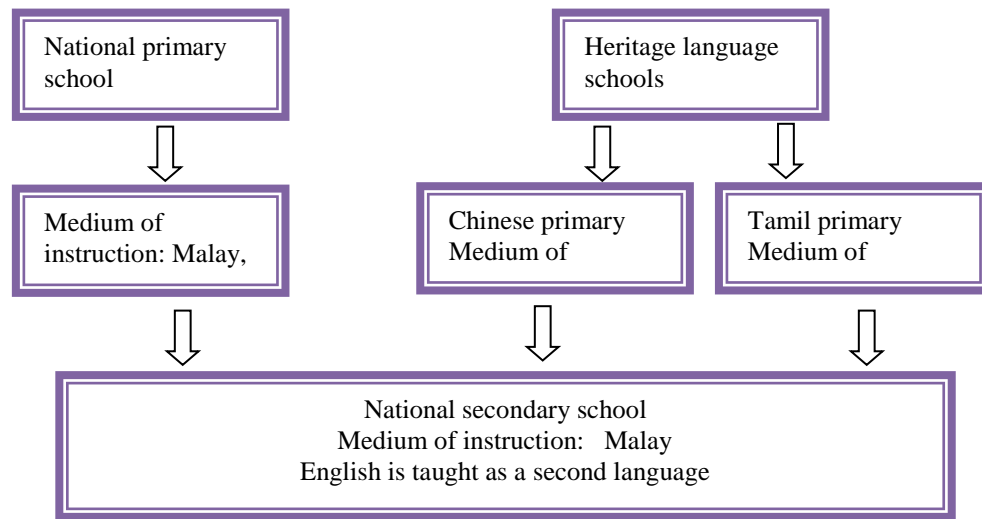 National primary
school
Heritage language
schools
Medium of
instruction: Malay,
Chinese primary
Medium of
Tamil primary
Medium of
National secondary school
Medium of instruction: Malay
English is taught as a second language